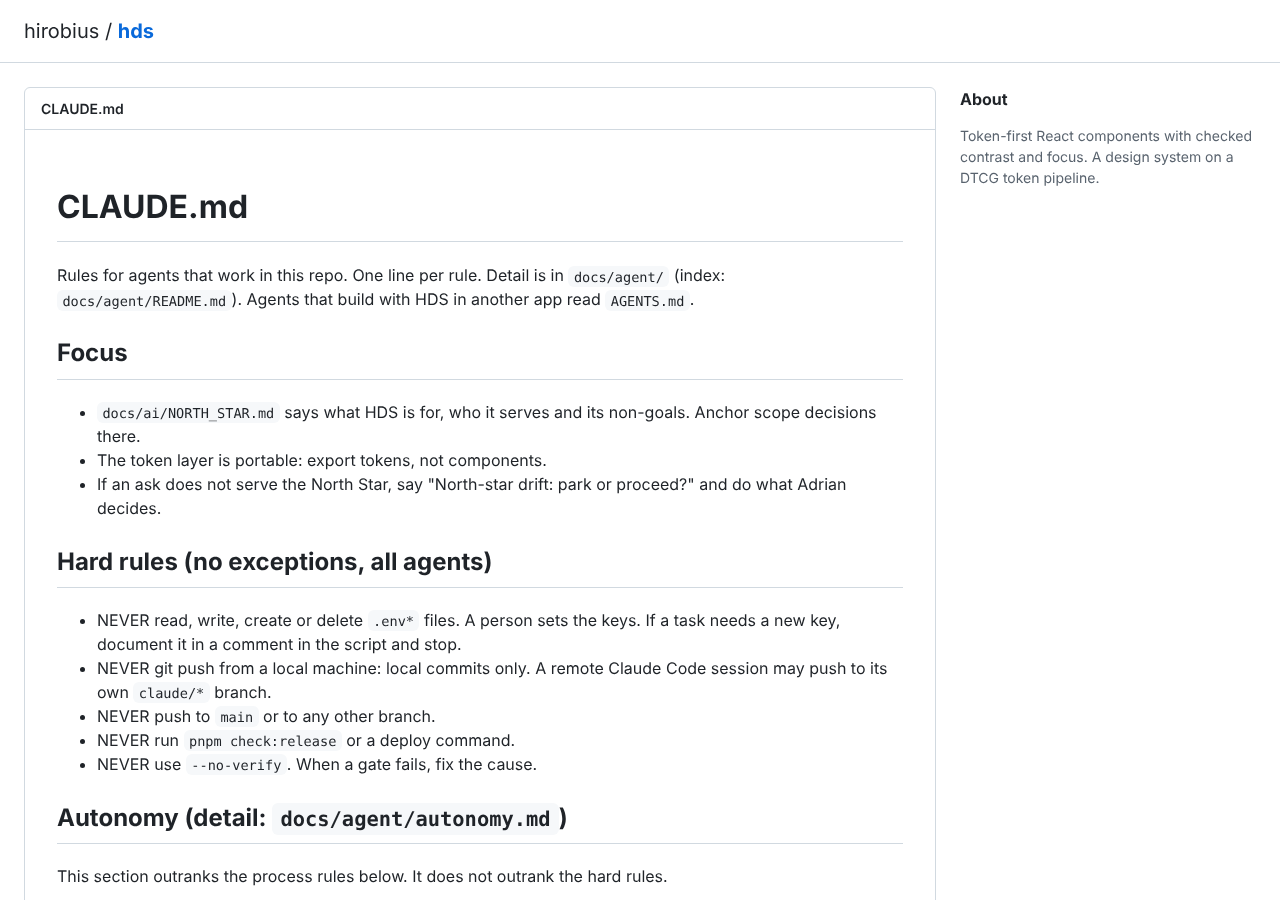 hirobius / hds
CLAUDE.md
About
Token-first React components with checked
contrast and focus. A design system on a
DTCG token pipeline.
CLAUDE.md
Rules for agents that work in this repo. One line per rule. Detail is in docs/agent/ (index:
docs/agent/README.md ). Agents that build with HDS in another app read AGENTS.md .
Focus
docs/ai/NORTH_STAR.md says what HDS is for, who it serves and its non-goals. Anchor scope decisions
there.
The token layer is portable: export tokens, not components.
If an ask does not serve the North Star, say "North-star drift: park or proceed?" and do what Adrian
decides.
Hard rules (no exceptions, all agents)
NEVER read, write, create or delete .env* files. A person sets the keys. If a task needs a new key,
document it in a comment in the script and stop.
NEVER git push from a local machine: local commits only. A remote Claude Code session may push to its
own claude/* branch.
NEVER push to main or to any other branch.
NEVER run pnpm check:release or a deploy command.
NEVER use --no-verify . When a gate fails, fix the cause.
Autonomy (detail: docs/agent/autonomy.md )
This section outranks the process rules below. It does not outrank the hard rules.